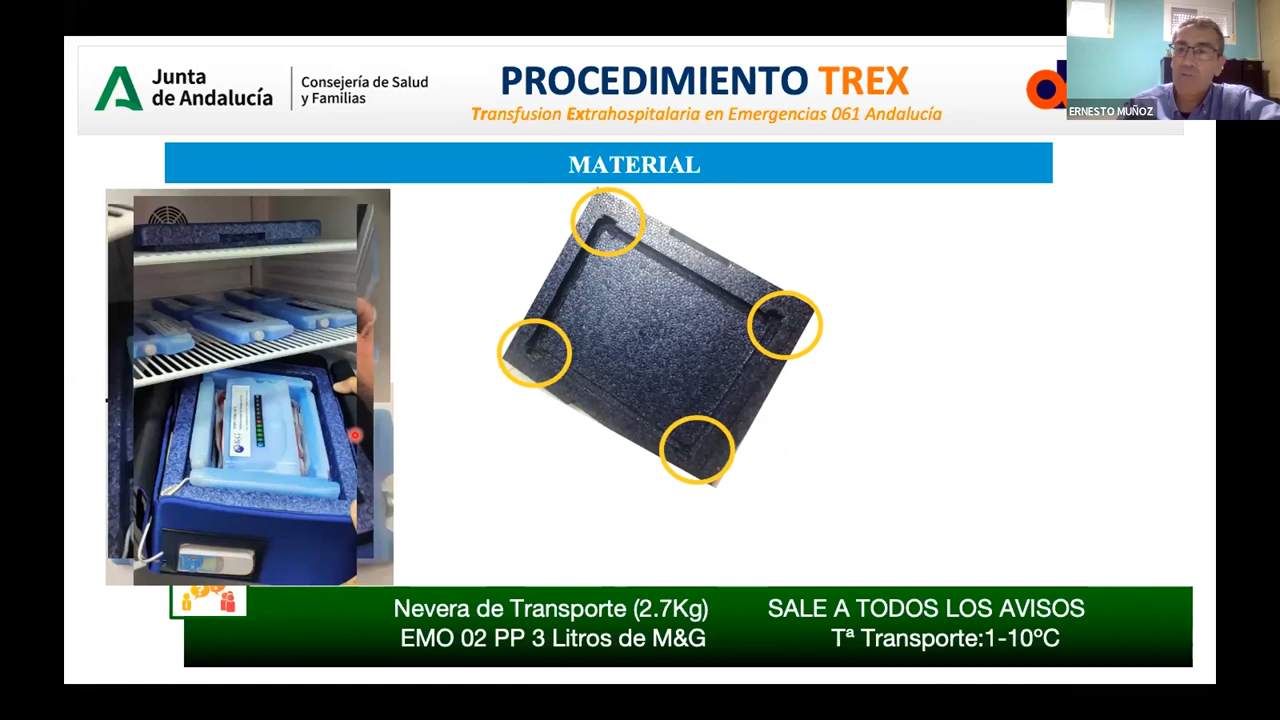 Junta
de Andalucía
Consejería de Salud
y Familias
PROCEDIMIENTO TREX
Transfusion Extrahospitalaria en Emergencias 061 Andalucía
ERNESTO MUÑOZ
MATERIAL
Nevera de Transporte (2.7Kg)
EMO 02 PP 3 Litros de M&G
SALE A TODOS LOS AVISOS
Tª Transporte:1-10ºC